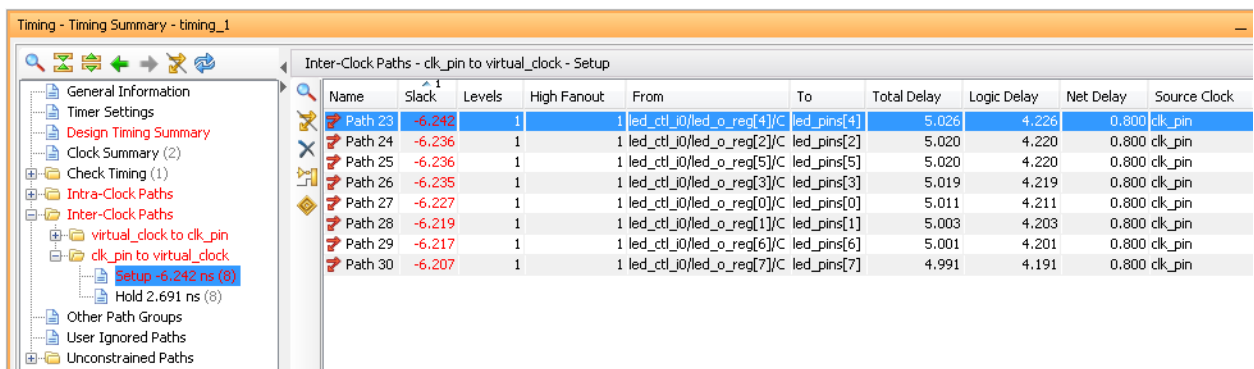 Timing - Timing Summary - timing_1
General Information
Timer Settings
Design Timing Summary
Clock Summary (2)
Check Timing (1)
Intra-Clock Paths
Inter-Clock Paths
virtual_clock to clk_pin
clk_pin to virtual_clock
Setup -6.242 ns (8)
Hold 2.691 ns (8)
Other Path Groups
User Ignored Paths
Unconstrained Paths
Inter-Clock Paths - clk_pin to virtual_clock - Setup
Name Slack 1 Levels High Fanout From To Total Delay Logic Delay Net Delay Source Clock
Path 23 -6.242 1 1 led_ctl_i0/led_o_reg[4]/C led_pins[4] 5.026 4.226 0.800 clk_pin
Path 24 -6.236 1 1 led_ctl_i0/led_o_reg[2]/C led_pins[2] 5.020 4.220 0.800 clk_pin
Path 25 -6.236 1 1 led_ctl_i0/led_o_reg[5]/C led_pins[5] 5.020 4.220 0.800 clk_pin
Path 26 -6.235 1 1 led_ctl_i0/led_o_reg[3]/C led_pins[3] 5.019 4.219 0.800 clk_pin
Path 27 -6.227 1 1 led_ctl_i0/led_o_reg[0]/C led_pins[0] 5.011 4.211 0.800 clk_pin
Path 28 -6.219 1 1 led_ctl_i0/led_o_reg[1]/C led_pins[1] 5.003 4.203 0.800 clk_pin
Path 29 -6.217 1 1 led_ctl_i0/led_o_reg[6]/C led_pins[6] 5.001 4.201 0.800 clk_pin
Path 30 -6.207 1 1 led_ctl_i0/led_o_reg[7]/C led_pins[7] 4.991 4.191 0.800 clk_pin